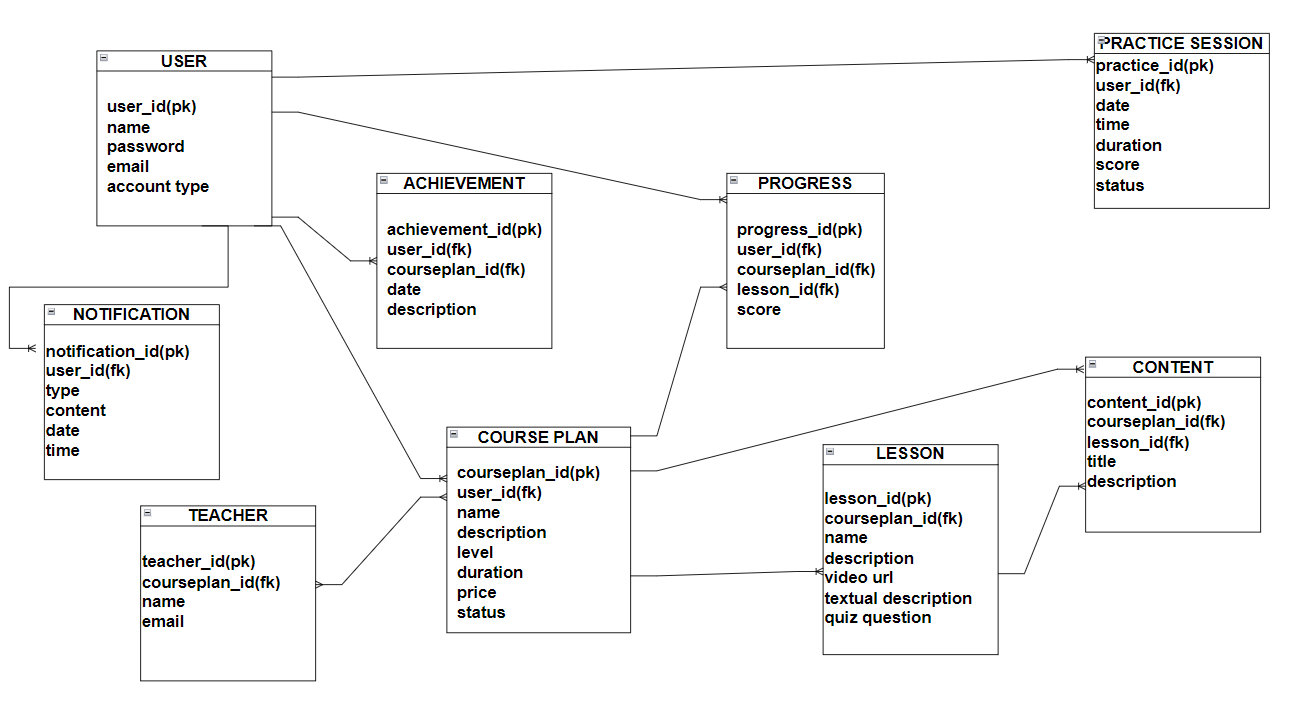 USER
user_id(pk)
name
password
email
account type
PRACTICE SESSION
practice_id(pk)
user_id(fk)
date
time
duration
score
status
ACHIEVEMENT
achievement_id(pk)
user_id(fk)
courseplan_id(fk)
date
description
PROGRESS
progress_id(pk)
user_id(fk)
courseplan_id(fk)
lesson_id(fk)
score
NOTIFICATION
notification_id(pk)
user_id(fk)
type
content
date
time
CONTENT
content_id(pk)
courseplan_id(fk)
lesson_id(fk)
title
description
COURSE PLAN
courseplan_id(pk)
user_id(fk)
name
description
level
duration
price
status
LESSON
lesson_id(pk)
courseplan_id(fk)
name
description
video url
textual description
quiz question
TEACHER
teacher_id(pk)
courseplan_id(fk)
name
email